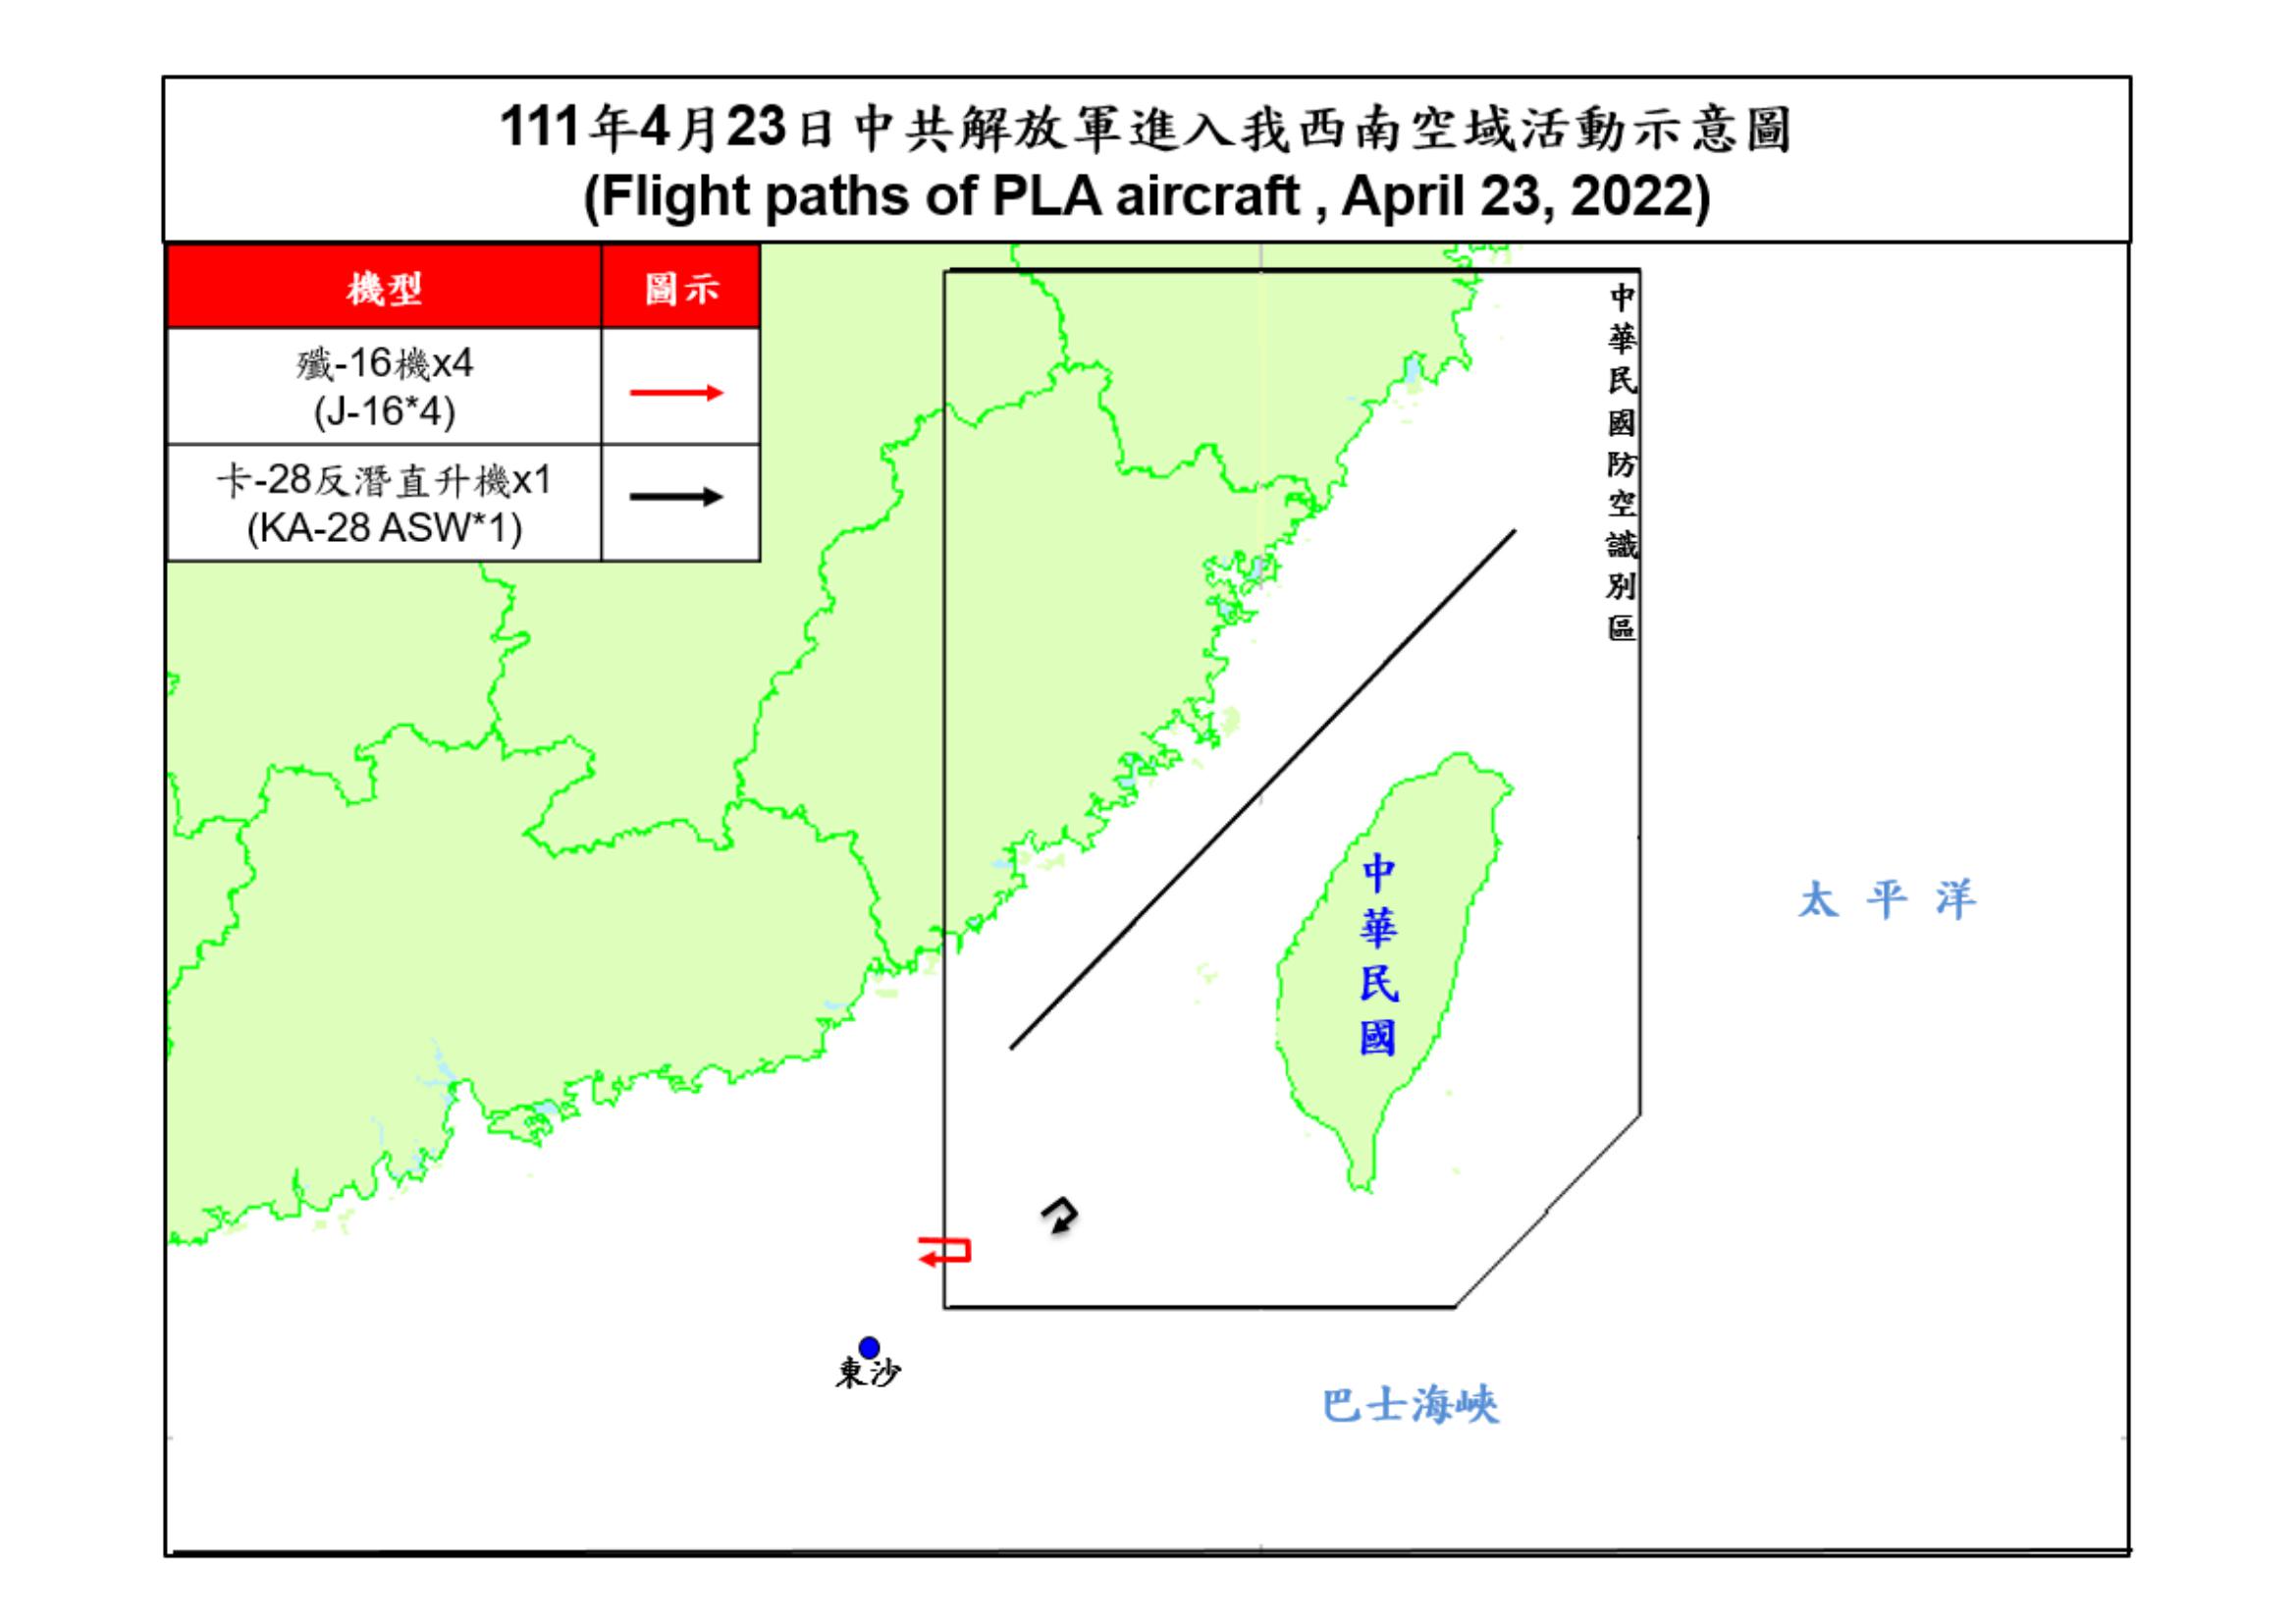 111年4月23日中共解放軍進入我西南空域活動示意圖
(Flight paths of PLA aircraft , April 23, 2022)
機型
圖示
殲-16機x4
(J-16*4)
卡-28反潛直升機x1
(KA-28 ASW*1)
中華民國防空識別區
中華民國
太平洋
東沙
巴士海峽